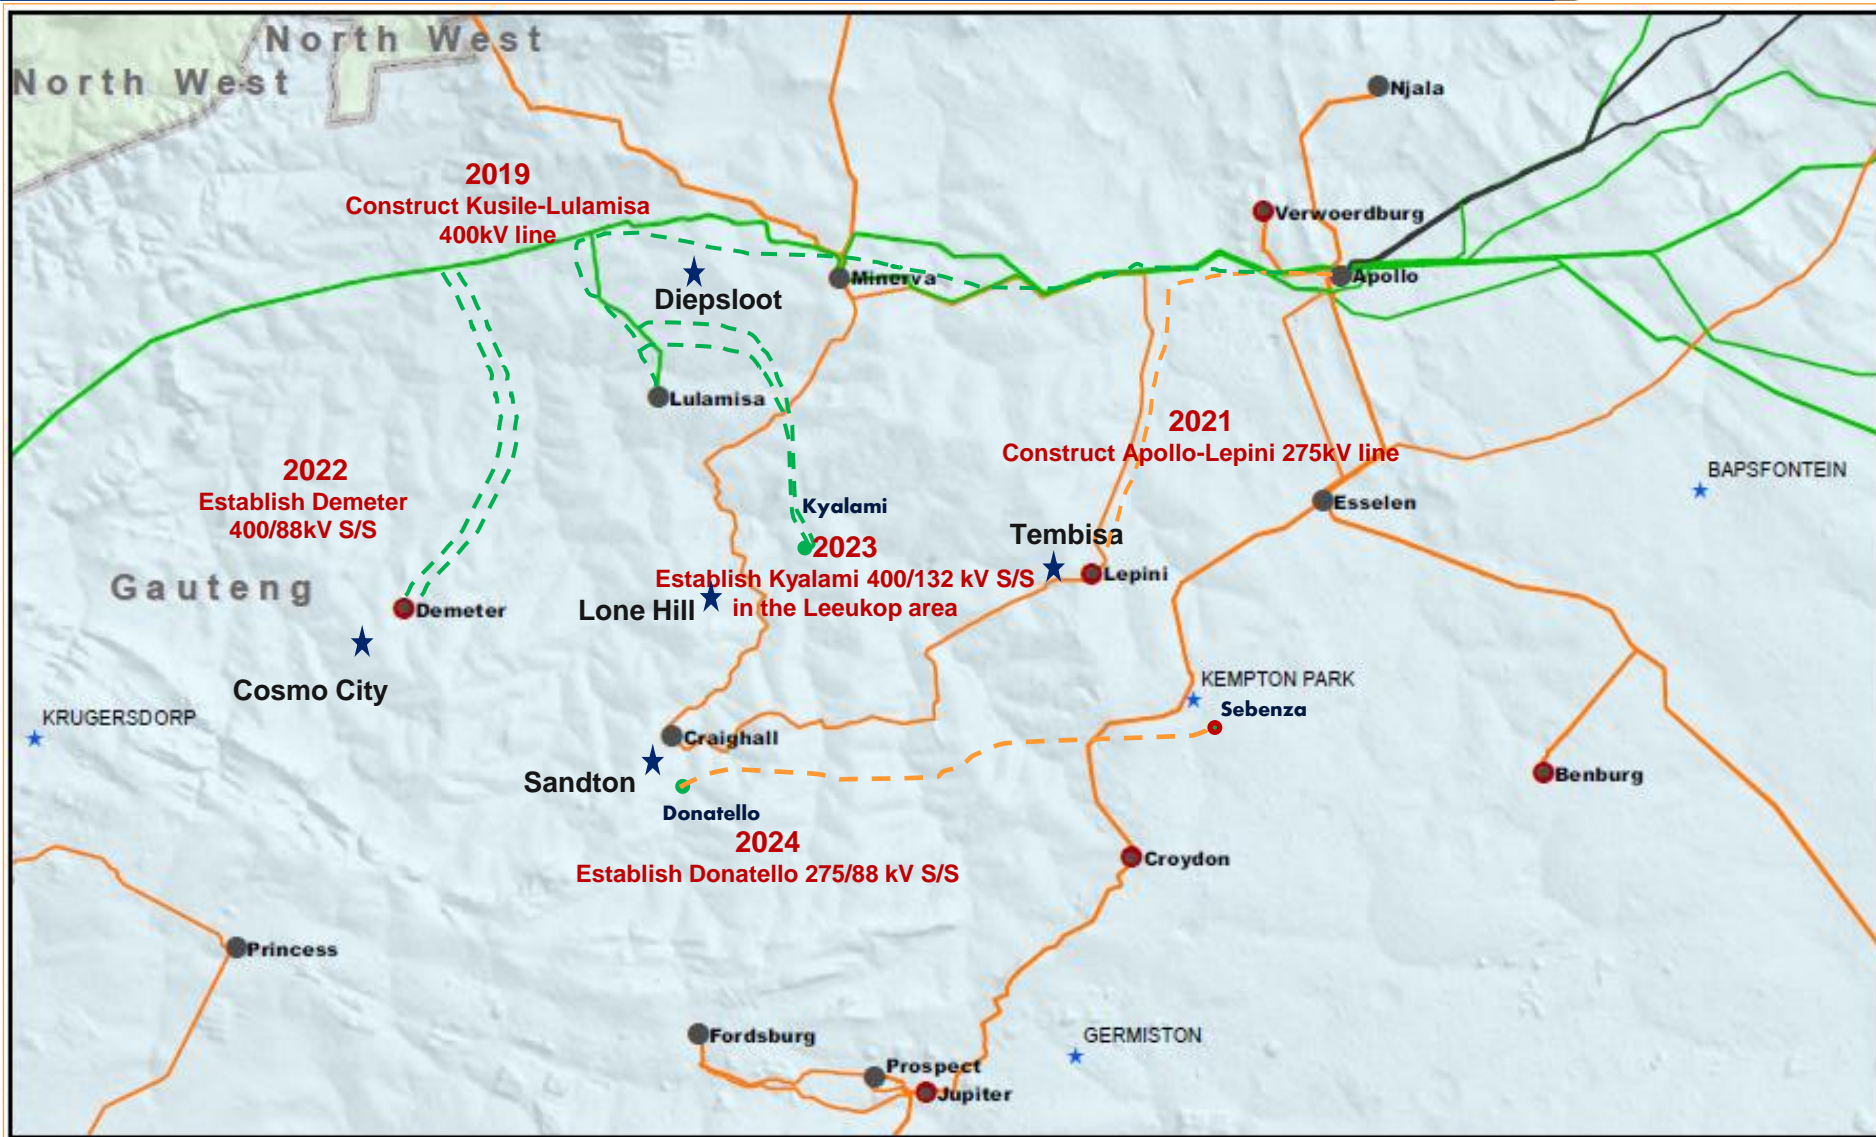 North West
North West
Njala
2019
Construct Kusile-Lulamisa
400kV line
Verwoerdburg
Minerva
Apollo
Diepsloot
Lulamisa
2021
Construct Apollo-Lepini 275kV line
2022
Establish Demeter
400/88kV S/S
BAPSFONTEIN
Kyalami
Esselen
Tembisa
2023
Establish Kyalami 400/132 kV S/S
in the Leeukop area
Lepini
Gauteng
Demeter
Lone Hill
Cosmo City
KEMPTON PARK
Sebenza
KRUGERSDORP
Craighall
Sandton
Benburg
Donatello
2024
Establish Donatello 275/88 kV S/S
Croydon
Princess
Fordsburg
GERMISTON
Prospect
Jupiter